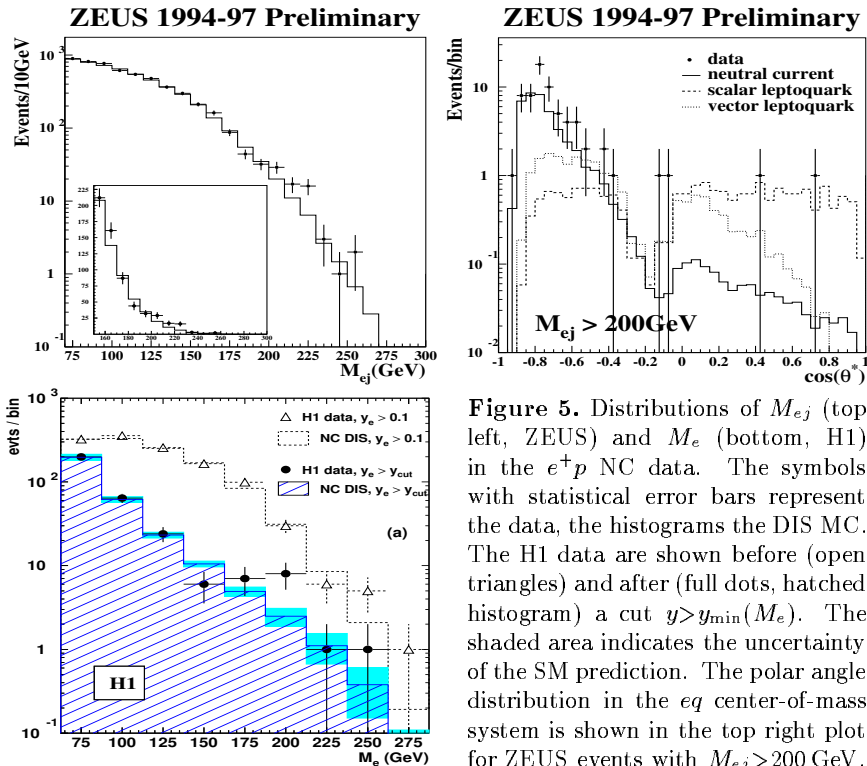 ZEUS 1994-97 Preliminary
Events/10GeV
10 3
10 2
10
1
10 -1
75 100 125 150 175 200 225 250 275 300
M_ej(GeV)
225
200
175
150
125
100
75
50
25
160 180 200 220 240 260 280 300
ZEUS 1994-97 Preliminary
Events/bin
data
neutral current
scalar leptoquark
vector leptoquark
10
1
10 -1
10 -2
M_ej > 200GeV
-1 -0.8 -0.6 -0.4 -0.2 0 0.2 0.4 0.6 0.8 1
cos(θ*)
evts / bin
10 3
10 2
10
1
10 -1
H1 data, y_e > 0.1
NC DIS, y_e > 0.1
H1 data, y_e > y_cut
NC DIS, y_e > y_cut
(a)
H1
75 100 125 150 175 200 225 250 275
M_e (GeV)
Figure 5. Distributions of M_ej (top
left, ZEUS) and M_e (bottom, H1)
in the e⁺p NC data. The symbols
with statistical error bars represent
the data, the histograms the DIS MC.
The H1 data are shown before (open
triangles) and after (full dots, hatched
histogram) a cut y>y_min(M_e). The
shaded area indicates the uncertainty
of the SM prediction. The polar angle
distribution in the eq center-of-mass
system is shown in the top right plot
for ZEUS events with M_ej>200 GeV.